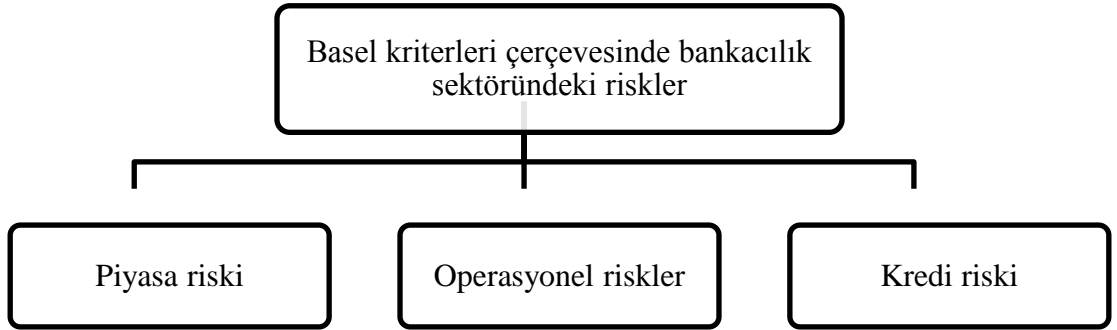 Basel kriterleri çerçevesinde bankacılık
sektöründeki riskler
Piyasa riski
Operasyonel riskler
Kredi riski